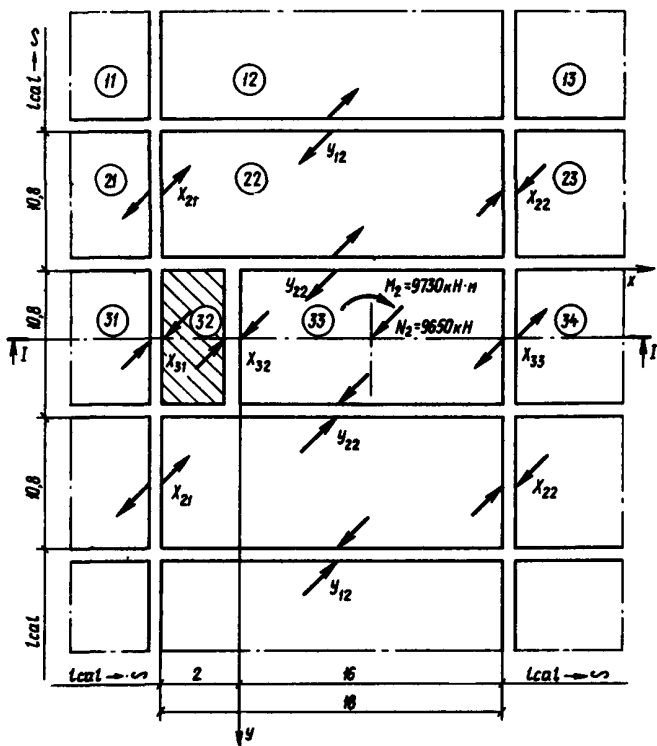 11
12
13
lcal → ∽
21
X₂₁
22
Y₁₂
X₂₂
23
10,8
x
Y₂₂
M₂=9730кН·м
31
32
33
N₂=9650кН
34
10,8
I
X₃₁
X₃₂
X₃₃
I
Y₂₂
X₂₁
X₂₂
10,8
Y₁₂
lcal
lcal → ∽
2
16
lcal → ∽
18
y